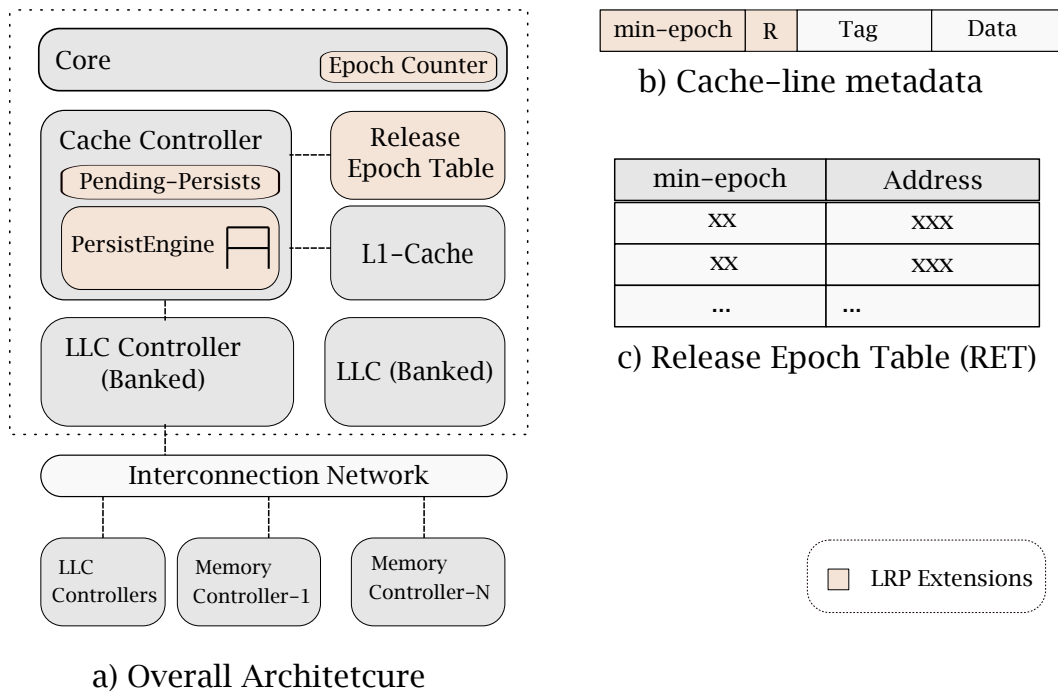 Core
Epoch Counter
Cache Controller
Pending-Persists
PersistEngine
Release
Epoch Table
L1-Cache
LLC Controller
(Banked)
LLC (Banked)
Interconnection Network
LLC
Controllers
Memory
Controller-1
Memory
Controller-N
a) Overall Architetcure
min-epoch R Tag Data
b) Cache-line metadata
min-epoch Address
xx xxx
xx xxx
... ...
c) Release Epoch Table (RET)
LRP Extensions